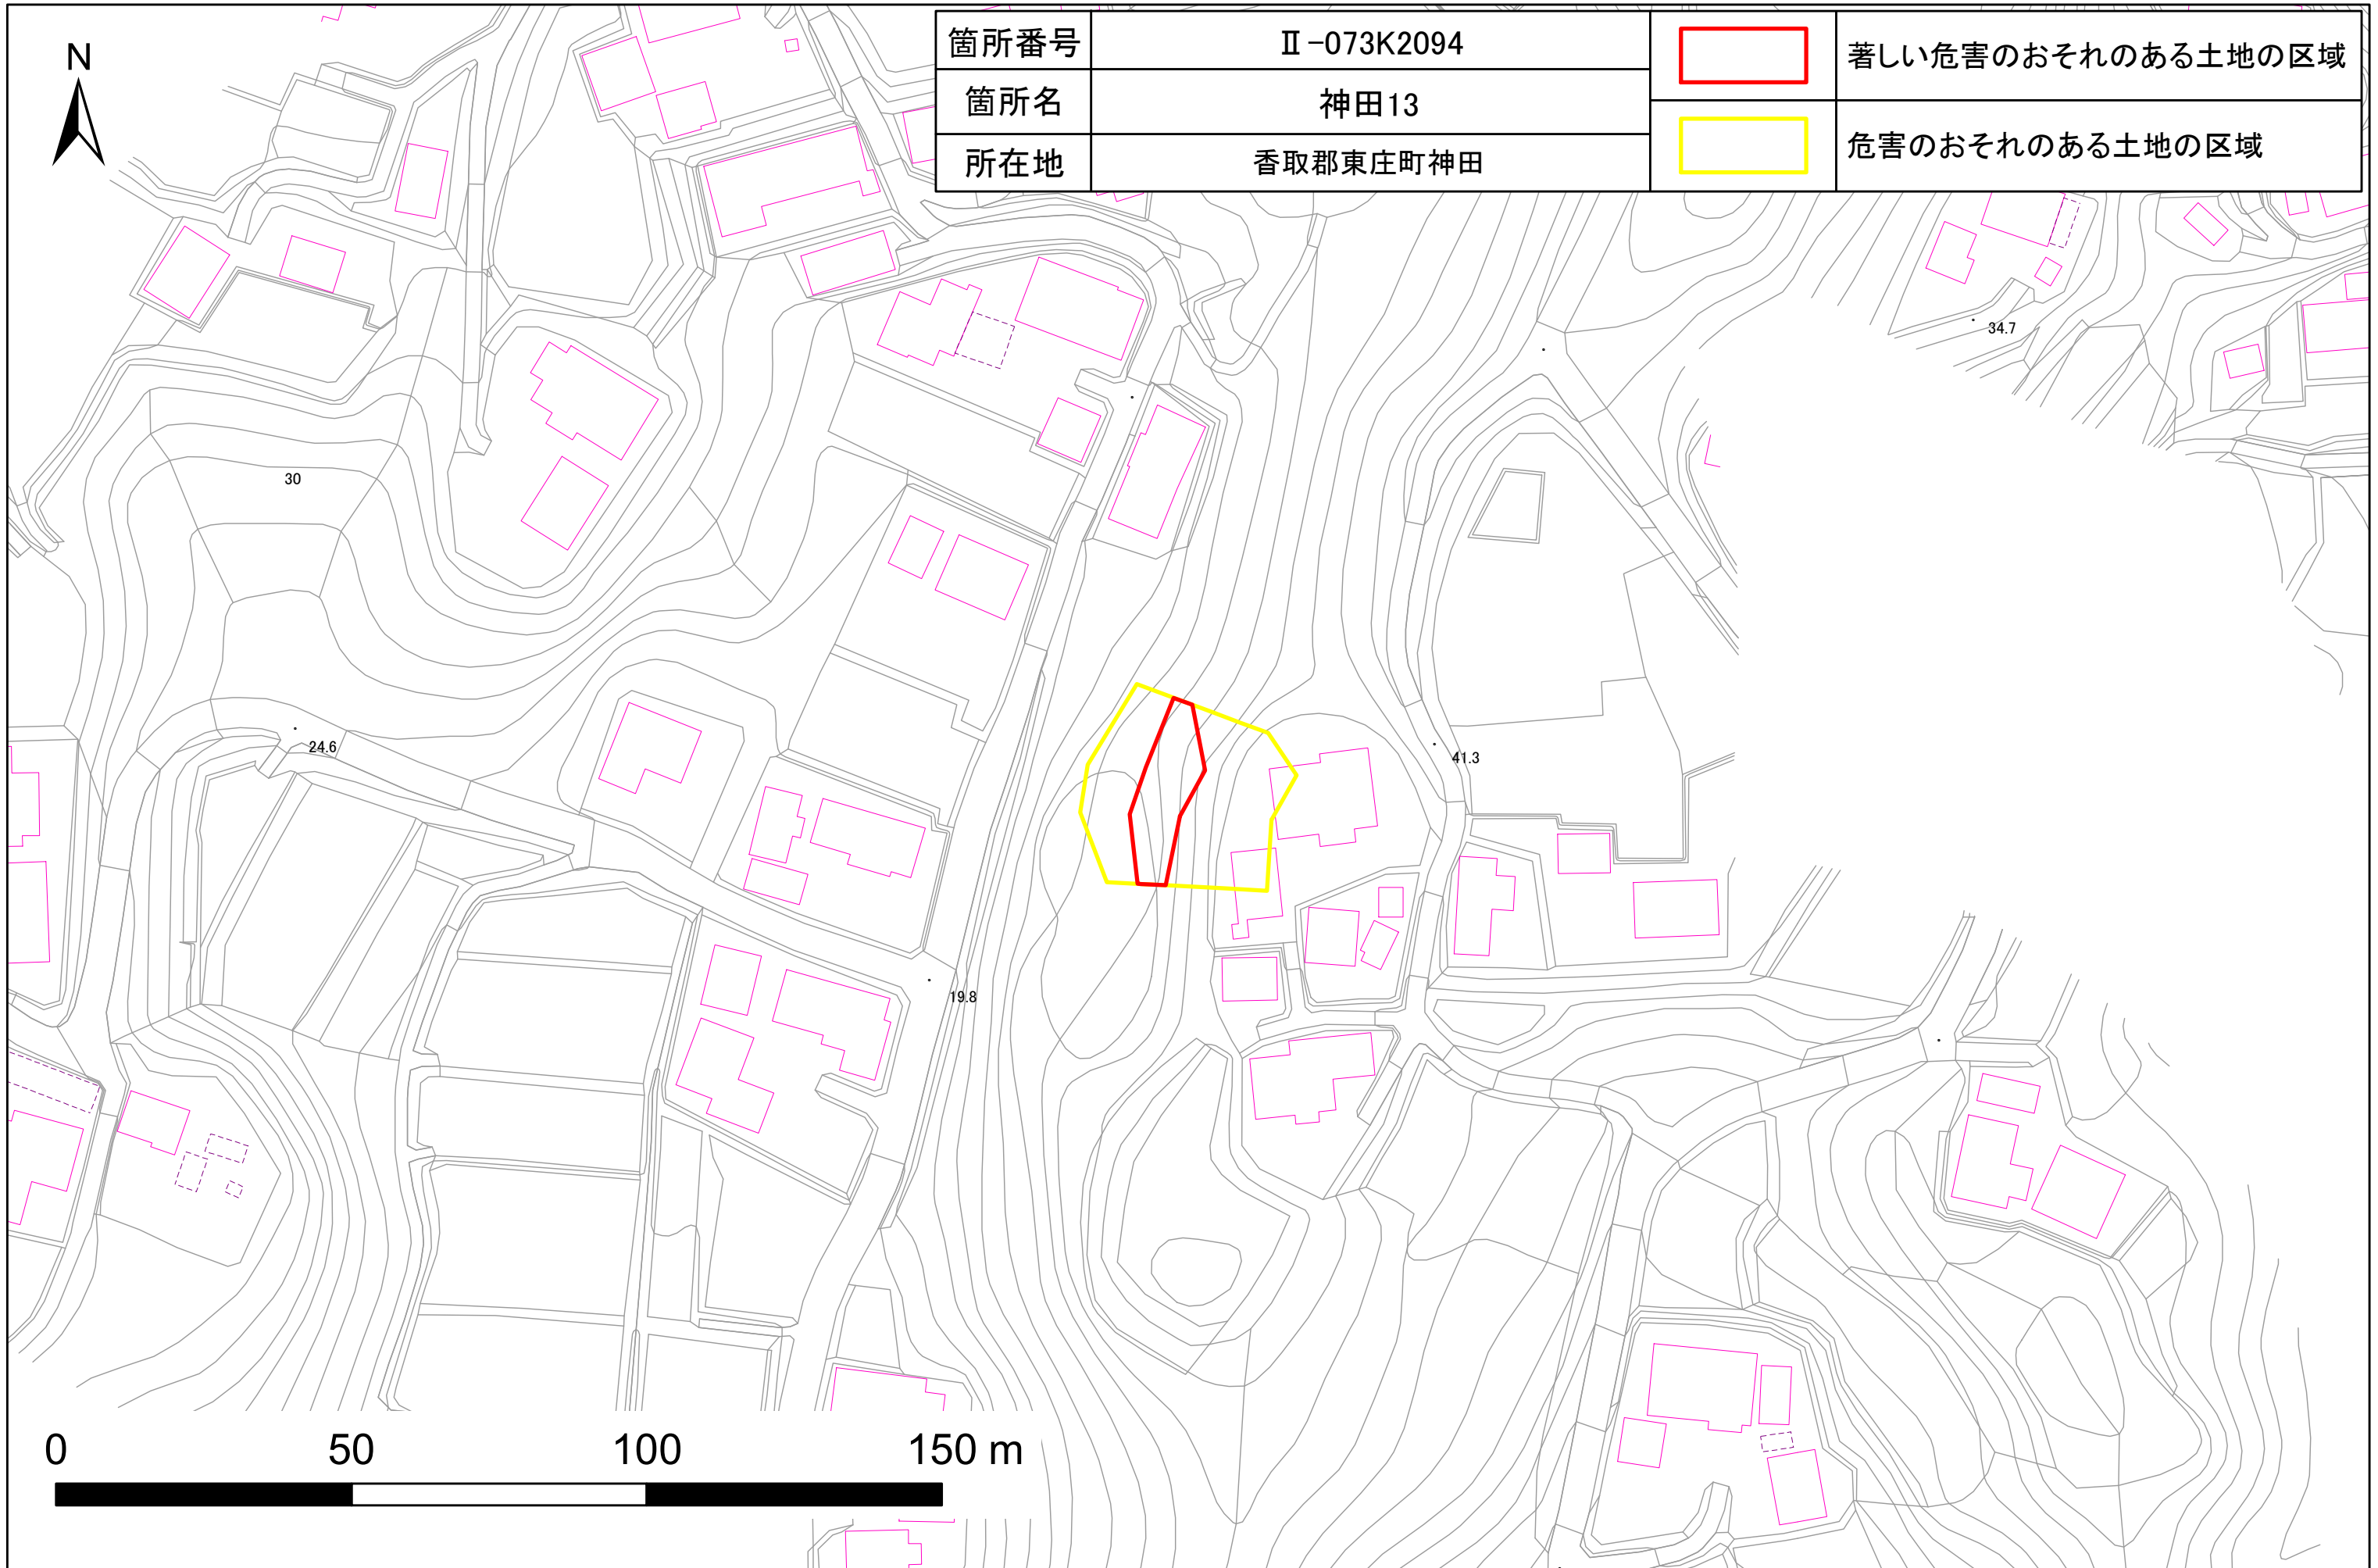 N
箇所番号 Ⅱ-073K2094
箇所名 神田13
所在地 香取郡東庄町神田
著しい危害のおそれのある土地の区域
危害のおそれのある土地の区域
34.7
30
24.6
41.3
19.8
0 50 100 150 m